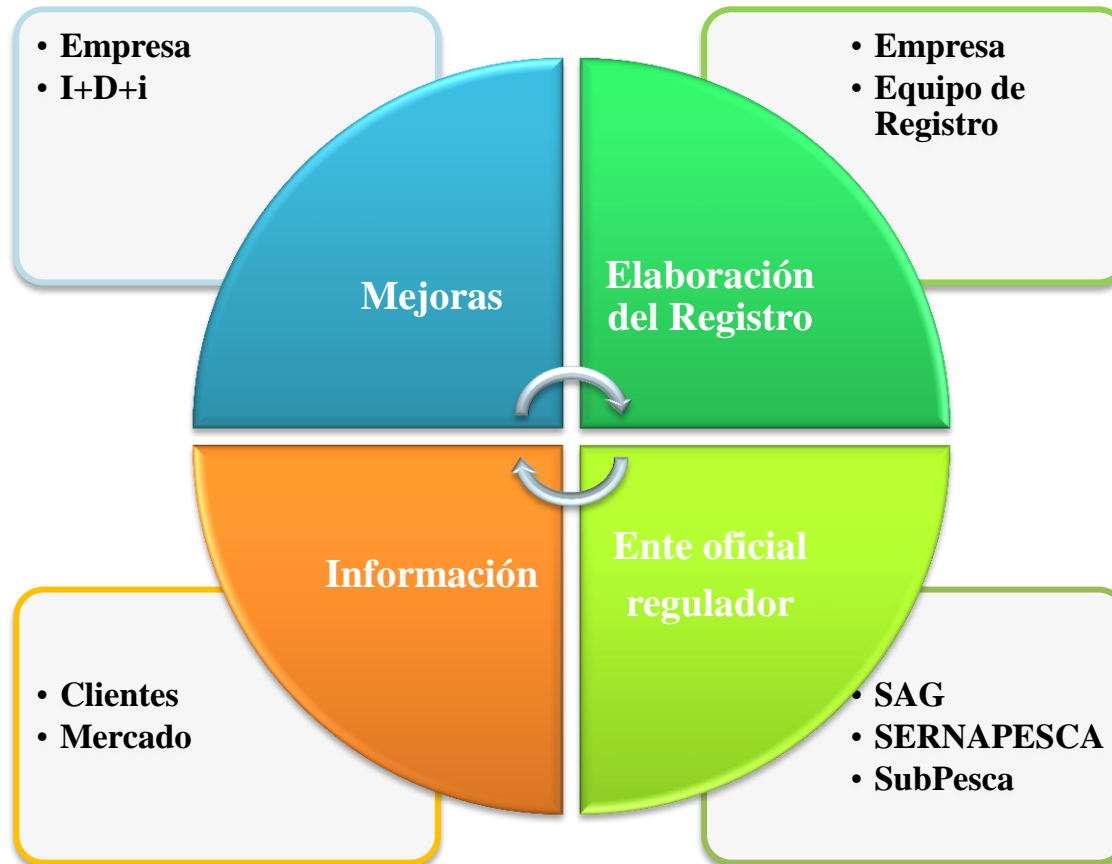 • Empresa
• I+D+i
• Empresa
• Equipo de
Registro
Mejoras
Elaboración
del Registro
Información
Ente oficial
regulador
• Clientes
• Mercado
• SAG
• SERNAPESCA
• SubPesca